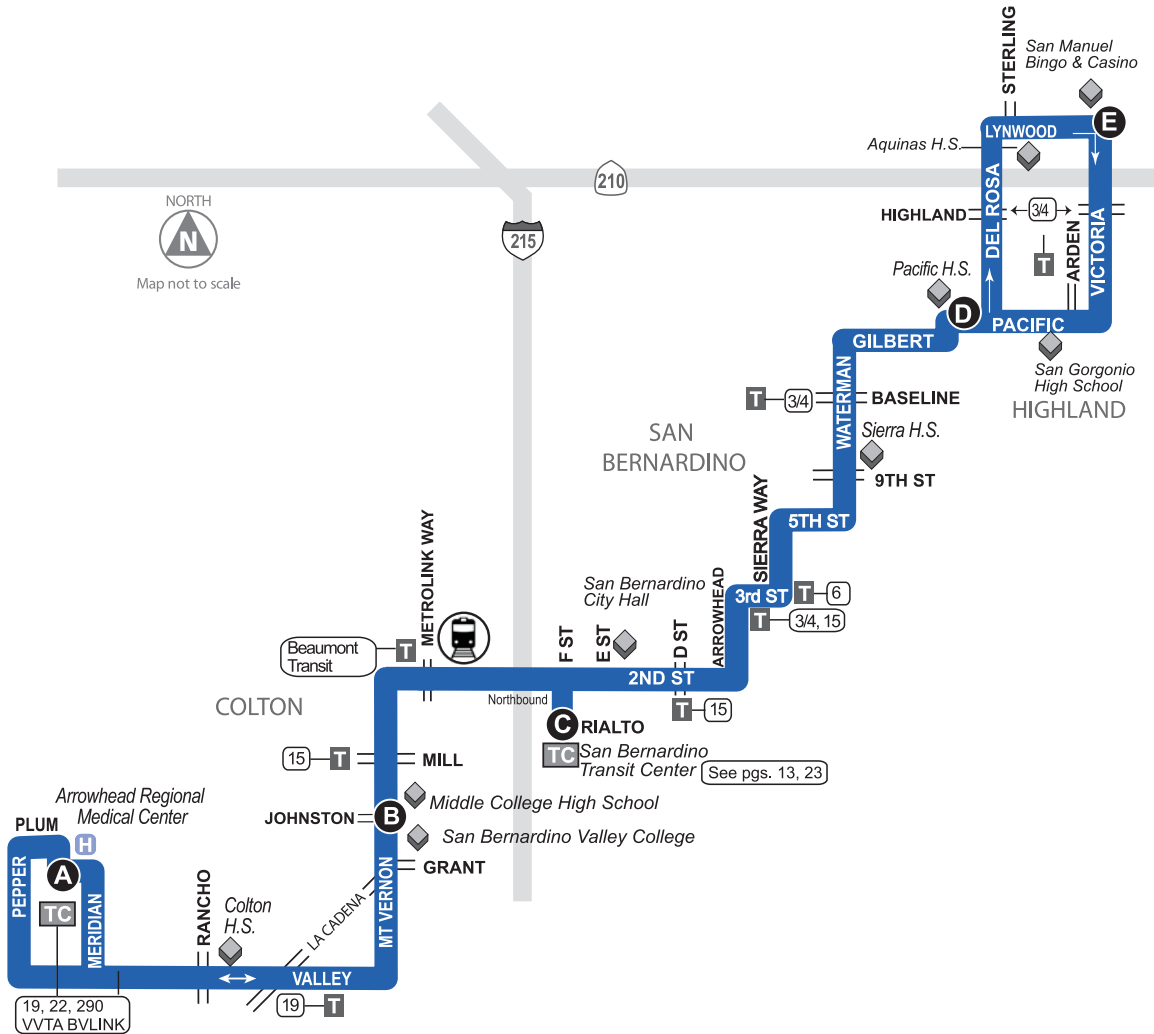 STERLING
San Manuel
Bingo & Casino
E
LYNWOOD
Aquinas H.S.
210
NORTH
N
Map not to scale
HIGHLAND
3/4
DEL ROSA
VICTORIA
T
ARDEN
215
Pacific H.S.
D
PACIFIC
GILBERT
San Gorgonio
High School
HIGHLAND
T
3/4
BASELINE
WATERMAN
SAN
BERNARDINO
Sierra H.S.
9TH ST
SIERRA WAY
5TH ST
METROLINK WAY
San Bernardino
City Hall
ARROWHEAD
3rd ST
T
6
T
3/4, 15
Beaumont
Transit
T
F ST
E ST
D ST
2ND ST
Northbound
COLTON
C
RIALTO
T
15
TC
San Bernardino
Transit Center
See pgs. 13, 23
15
T
MILL
Middle College High School
Arrowhead Regional
Medical Center
JOHNSTON
B
San Bernardino Valley College
PLUM
H
A
GRANT
PEPPER
TC
MERIDIAN
RANCHO
Colton
H.S.
LA CADENA
MT VERNON
VALLEY
19, 22, 290
VVTA BVLINK
19
T